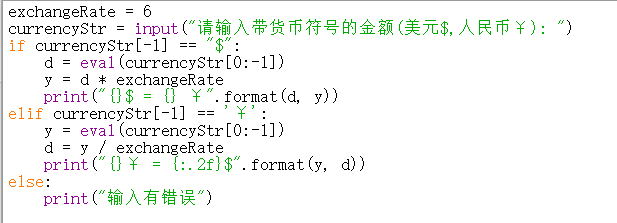 exchangeRate = 6
currencyStr = input("请输入带货币符号的金额(美元$,人民币￥): ")
if currencyStr[-1] == "$":
    d = eval(currencyStr[0:-1])
    y = d * exchangeRate
    print("{}$ = {} ￥".format(d, y))
elif currencyStr[-1] == '￥':
    y = eval(currencyStr[0:-1])
    d = y / exchangeRate
    print("{}￥ = {:.2f}$".format(y, d))
else:
    print("输入有错误")